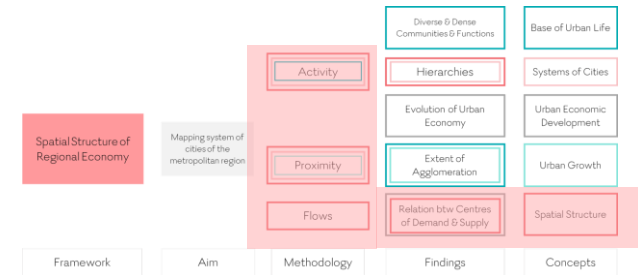 Diverse & Dense
Communities & Functions
Base of Urban Life
Activity
Hierarchies
Systems of Cities
Evolution of Urban
Economy
Urban Economic
Development
Spatial Structure of
Regional Economy
Mapping system of
cities of the
metropolitan region
Proximity
Extent of
Agglomeration
Urban Growth
Flows
Relation btw Centres
of Demand & Supply
Spatial Structure
Framework
Aim
Methodology
Findings
Concepts